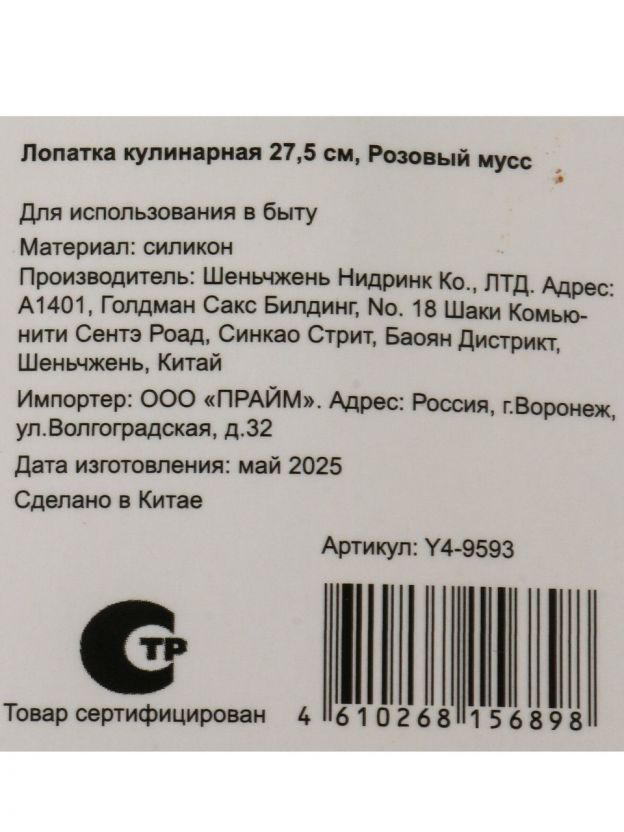 Лопатка кулинарная 27,5 см, Розовый мусс
Для использования в быту
Материал: силикон
Производитель: Шеньчжень Нидринк Ко., ЛТД. Адрес:
А1401, Голдман Сакс Билдинг, No. 18 Шаки Комью-
нити Сентэ Роад, Синкао Стрит, Баоян Дистрикт,
Шеньчжень, Китай
Импортер: ООО «ПРАЙМ». Адрес: Россия, г.Воронеж,
ул.Волгоградская, д.32
Дата изготовления: май 2025
Сделано в Китае
Артикул: Y4-9593
СТР
Товар сертифицирован
4 610268 156898